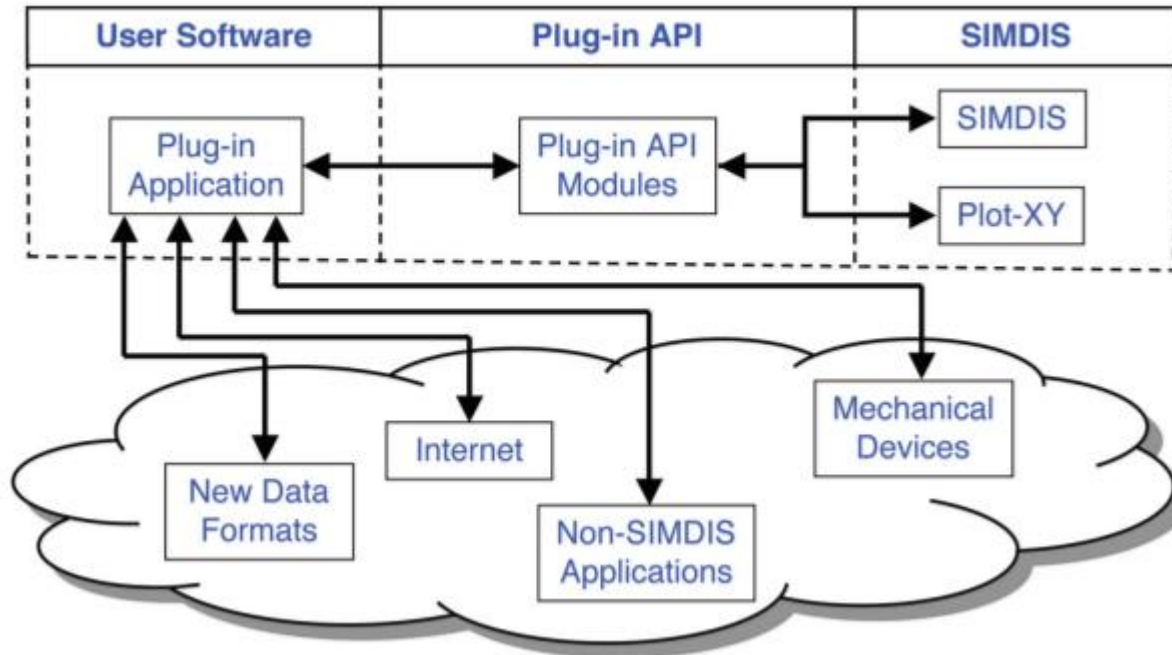 User Software
Plug-in API
SIMDIS
Plug-in
Application
Plug-in API
Modules
SIMDIS
Plot-XY
Mechanical
Devices
Internet
New Data
Formats
Non-SIMDIS
Applications